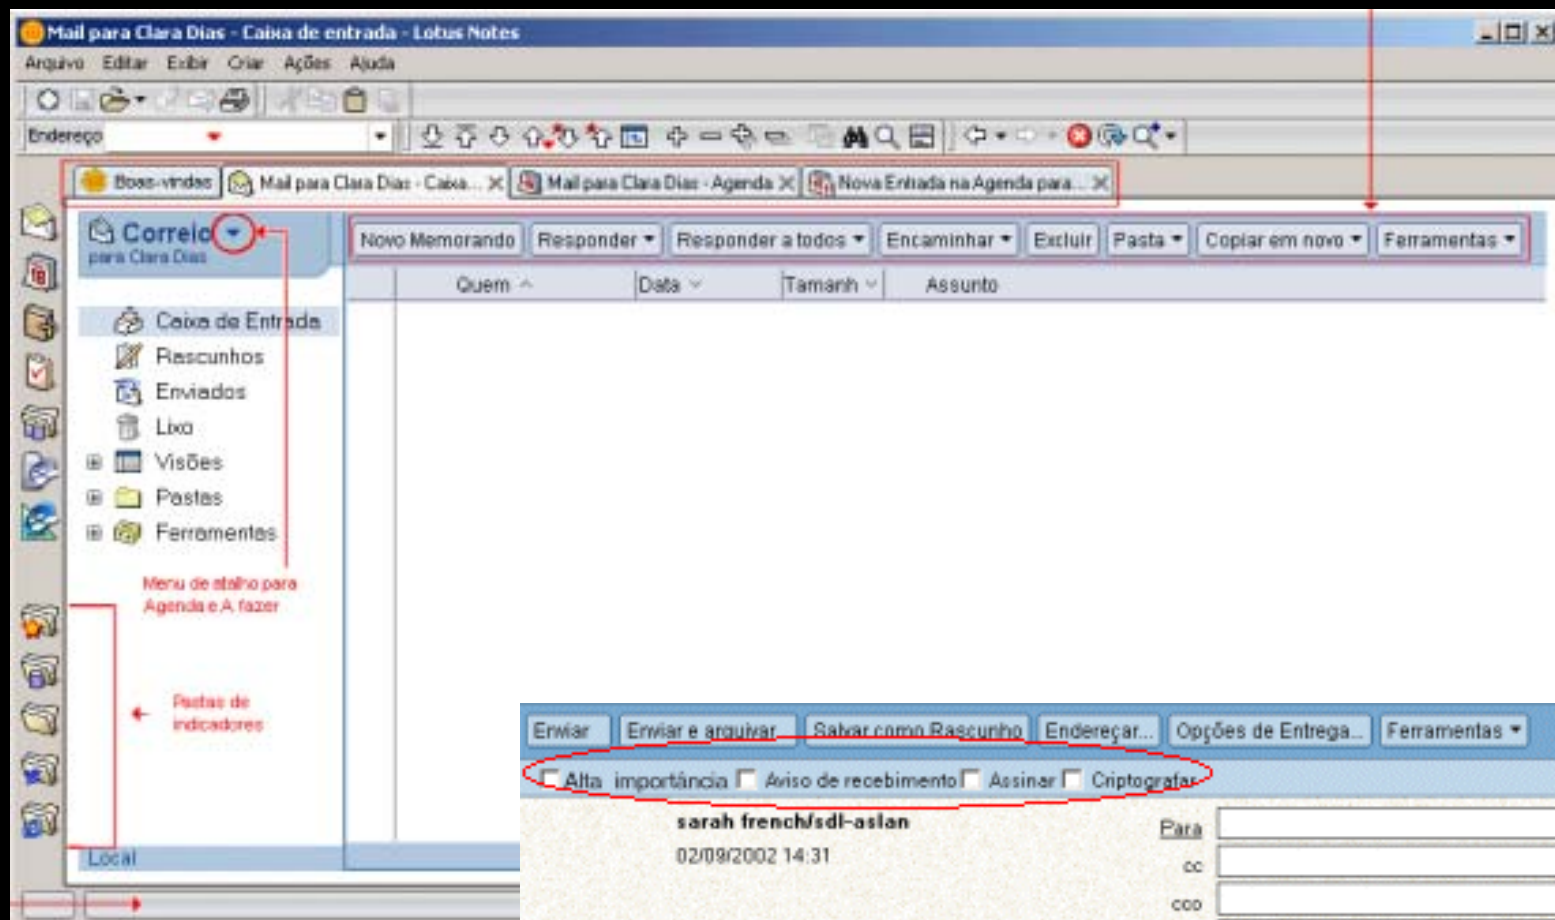 Mail para Clara Dias - Caixa de entrada - Lotus Notes
Arquivo Editar Exibir Criar Ações Ajuda
Endereço
Boas-vindas Mail para Clara Dias - Caixa... Mail para Clara Dias - Agenda Nova Entrada na Agenda para...
Correio
para Clara Dias
Novo Memorando Responder Responder a todos Encaminhar Excluir Pasta Copiar em novo Ferramentas
Quem Data Tamanh Assunto
Caixa de Entrada
Rascunhos
Enviados
Lixo
Visões
Pastas
Ferramentas
Menu de atalho para
Agenda e A fazer
Pastas de
indicadores
Local
Enviar Enviar e arquivar... Salvar como Rascunho Endereçar... Opções de Entrega... Ferramentas
Alta importância Aviso de recebimento Assinar Criptografar
sarah french/sdl-aslan
02/09/2002 14:31
Para
cc
cco